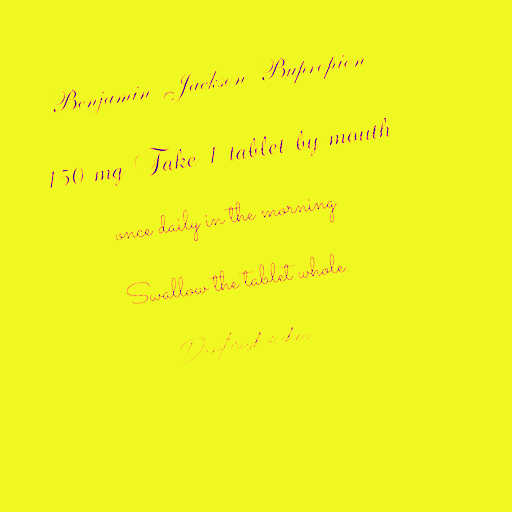 Benjamin Jackson Bupropion
150 mg Take 1 tablet by mouth
once daily in the morning.
Swallow the tablet whole.